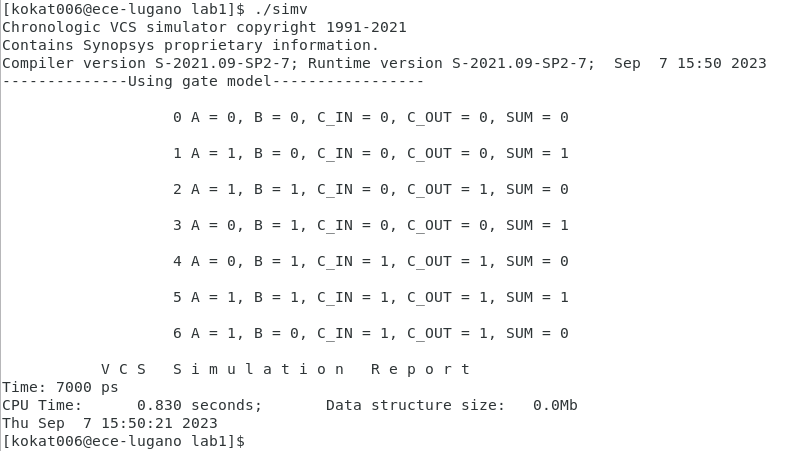 [kokat006@ece-lugano lab1]$ ./simv
Chronologic VCS simulator copyright 1991-2021
Contains Synopsys proprietary information.
Compiler version S-2021.09-SP2-7; Runtime version S-2021.09-SP2-7;  Sep  7 15:50 2023
--------------Using gate model-----------------
0 A = 0, B = 0, C_IN = 0, C_OUT = 0, SUM = 0
1 A = 1, B = 0, C_IN = 0, C_OUT = 0, SUM = 1
2 A = 1, B = 1, C_IN = 0, C_OUT = 1, SUM = 0
3 A = 0, B = 1, C_IN = 0, C_OUT = 0, SUM = 1
4 A = 0, B = 1, C_IN = 1, C_OUT = 1, SUM = 0
5 A = 1, B = 1, C_IN = 1, C_OUT = 1, SUM = 1
6 A = 1, B = 0, C_IN = 1, C_OUT = 1, SUM = 0
V C S   S i m u l a t i o n   R e p o r t
Time: 7000 ps
CPU Time:      0.830 seconds;       Data structure size:   0.0Mb
Thu Sep  7 15:50:21 2023
[kokat006@ece-lugano lab1]$